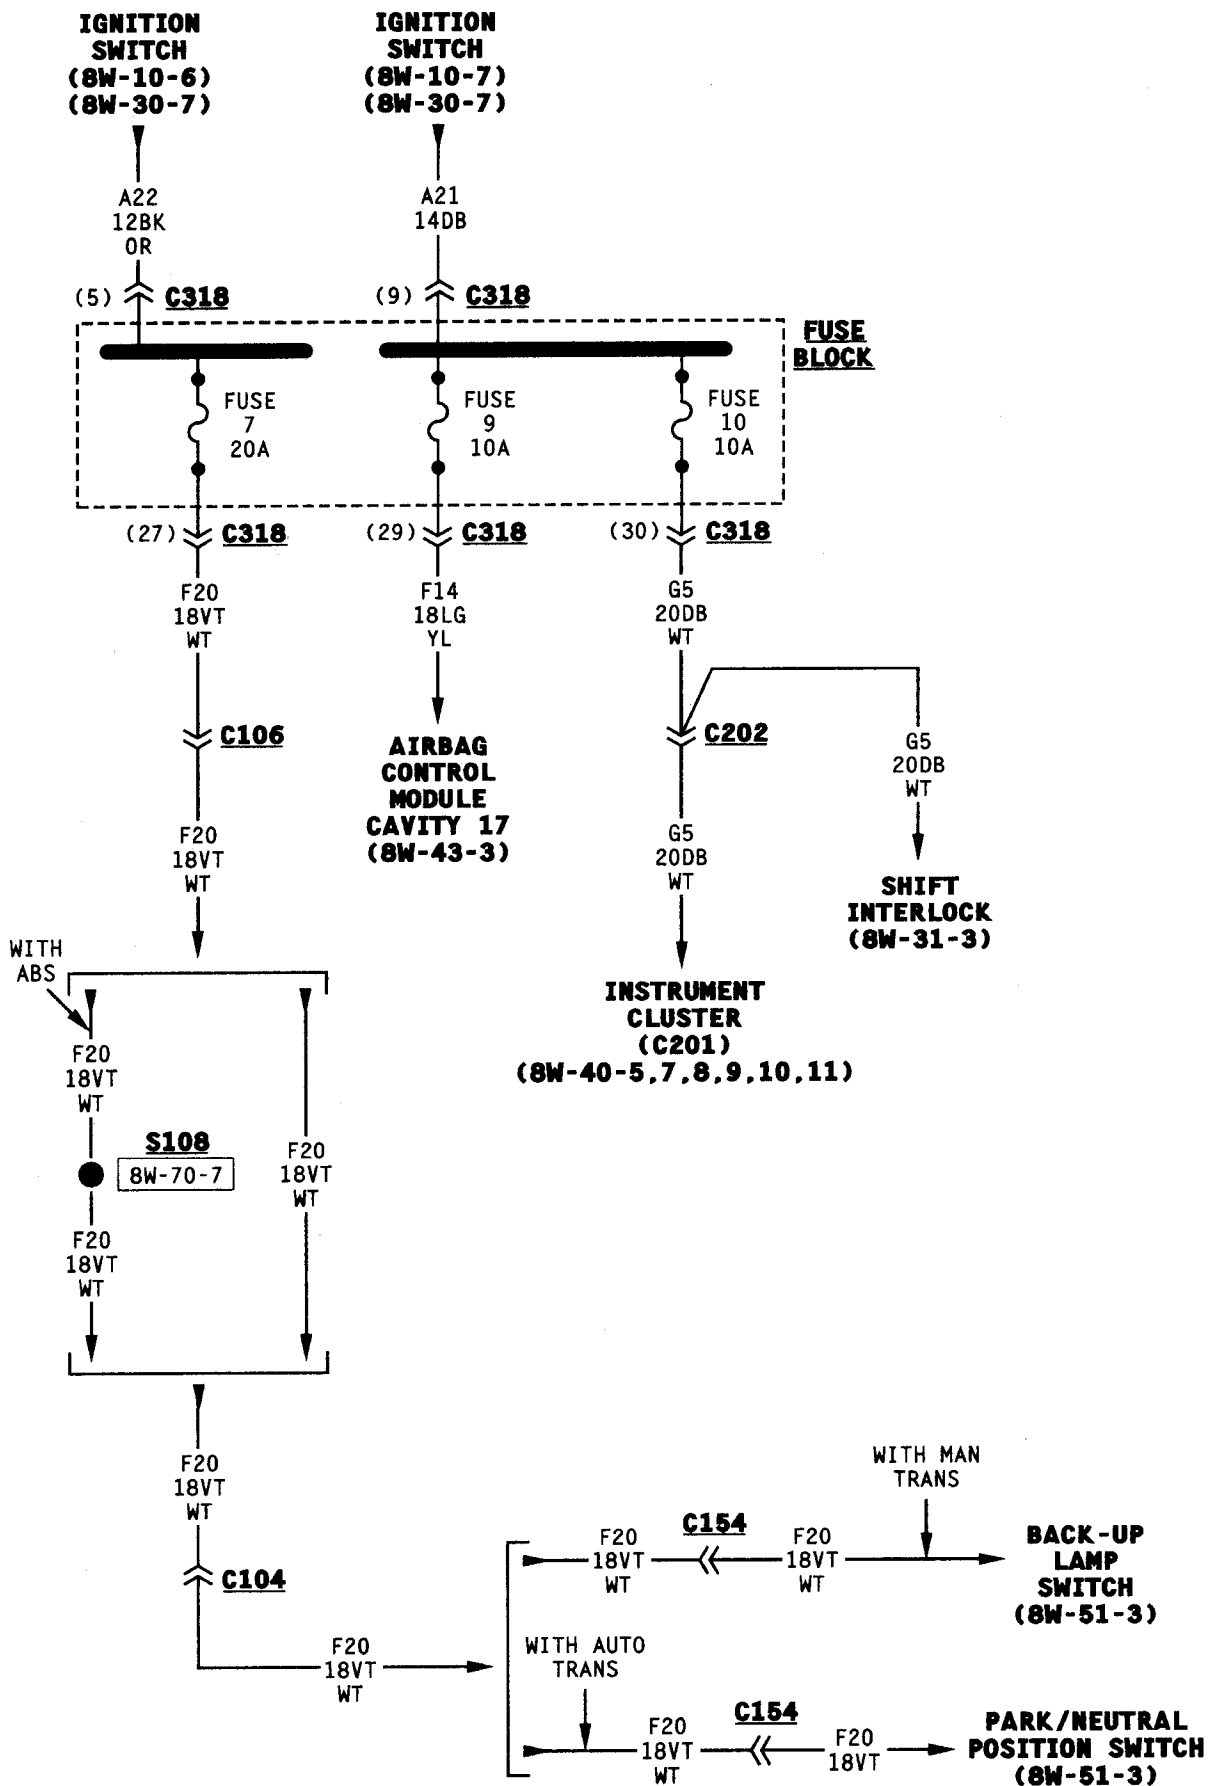 IGNITION
SWITCH
(8W-10-6)
(8W-30-7)
IGNITION
SWITCH
(8W-10-7)
(8W-30-7)
A22
12BK
OR
A21
14DB
(5)
C318
(9)
C318
FUSE
BLOCK
FUSE
7
20A
FUSE
9
10A
FUSE
10
10A
(27)
C318
(29)
C318
(30)
C318
F20
18VT
WT
F14
18LG
YL
G5
20DB
WT
C106
C202
G5
20DB
WT
AIRBAG
CONTROL
MODULE
CAVITY 17
(8W-43-3)
F20
18VT
WT
G5
20DB
WT
SHIFT
INTERLOCK
(8W-31-3)
WITH
ABS
INSTRUMENT
CLUSTER
(C201)
(8W-40-5,7,8,9,10,11)
F20
18VT
WT
S108
8W-70-7
F20
18VT
WT
F20
18VT
WT
F20
18VT
WT
C104
F20
18VT
WT
WITH MAN
TRANS
F20
18VT
WT
C154
F20
18VT
WT
BACK-UP
LAMP
SWITCH
(8W-51-3)
WITH AUTO
TRANS
F20
18VT
WT
C154
F20
18VT
PARK/NEUTRAL
POSITION SWITCH
(8W-51-3)